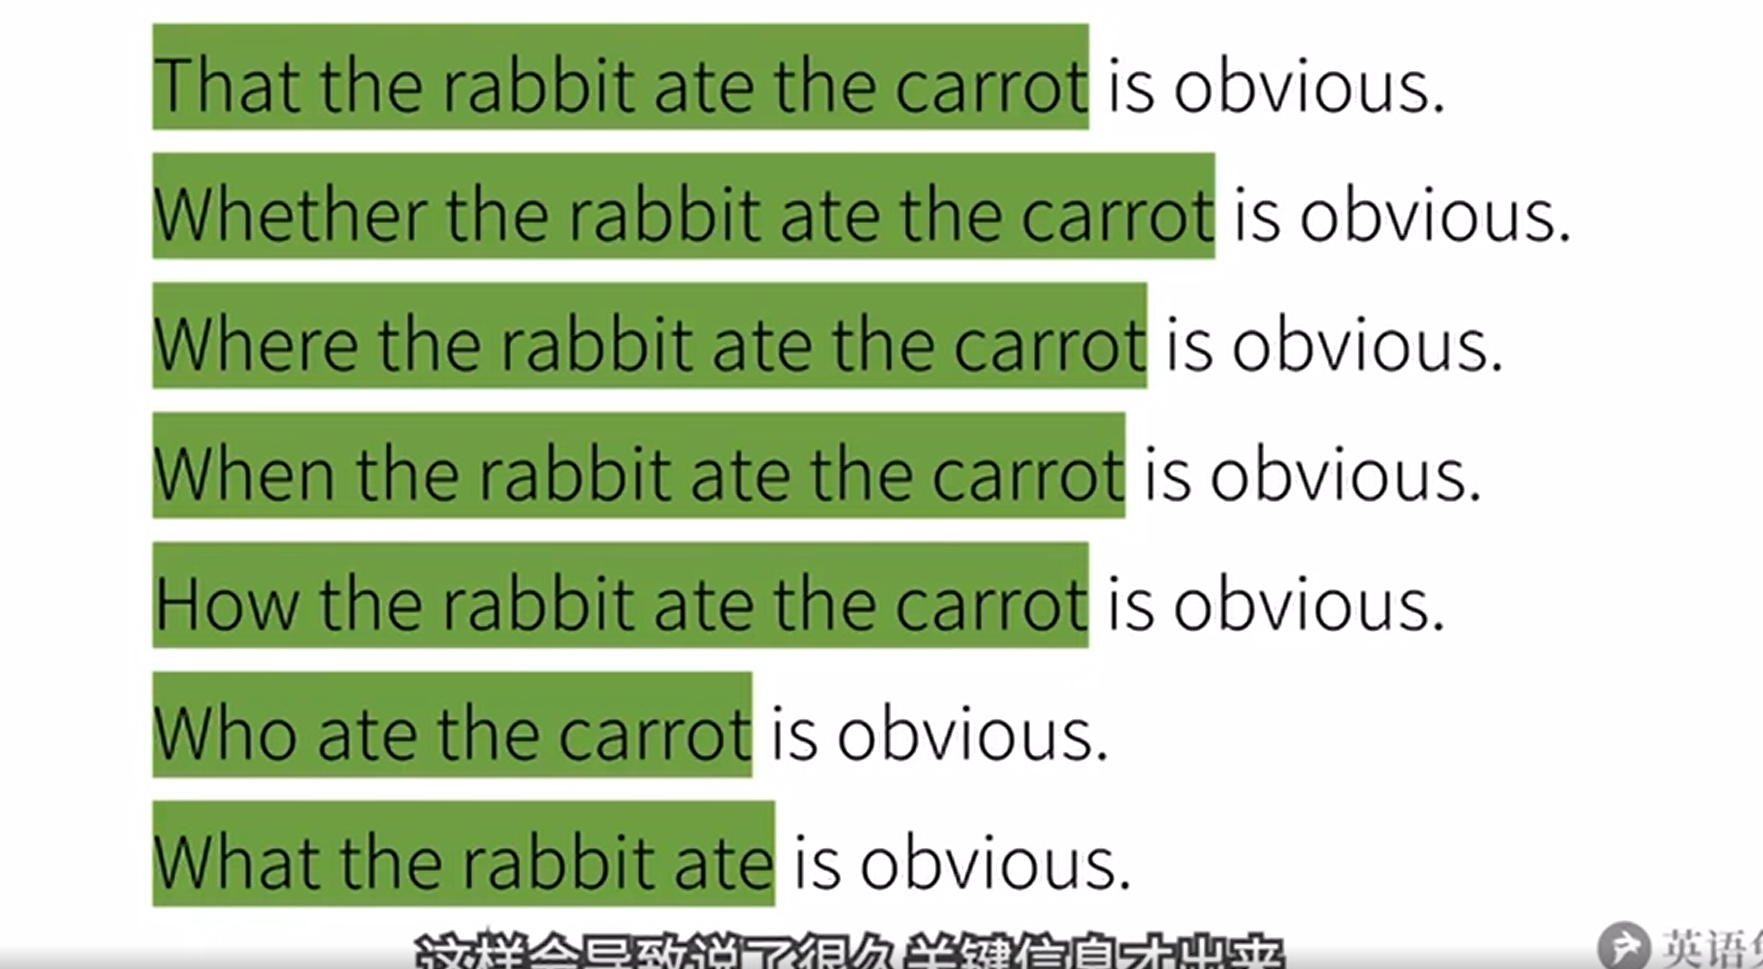 That the rabbit ate the carrot is obvious.
Whether the rabbit ate the carrot is obvious.
Where the rabbit ate the carrot is obvious.
When the rabbit ate the carrot is obvious.
How the rabbit ate the carrot is obvious.
Who ate the carrot is obvious.
What the rabbit ate is obvious.
这样会导致说了很久关键信息才出来
英语